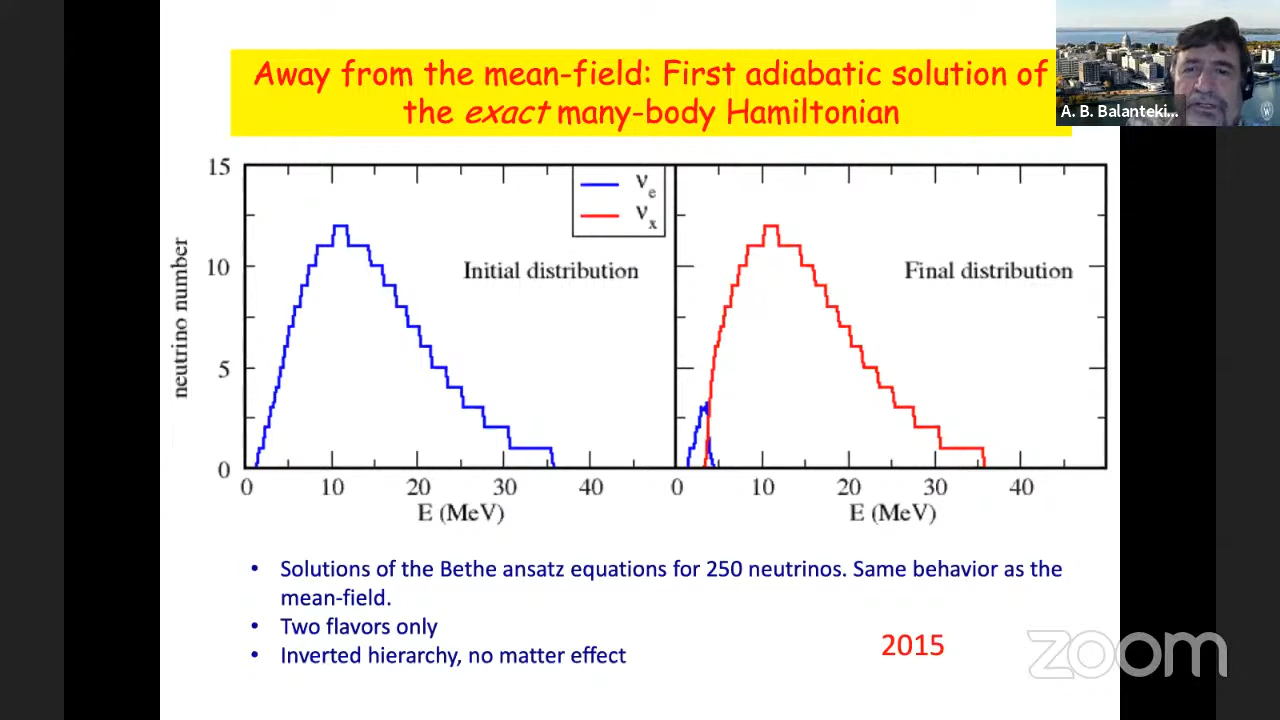 Away from the mean-field: First adiabatic solution of
the exact many-body Hamiltonian
A. B. Balanteki...
15
10
5
0
neutrino number
νe
νx
Initial distribution
0 10 20 30 40
E (MeV)
Final distribution
0 10 20 30 40
E (MeV)
• Solutions of the Bethe ansatz equations for 250 neutrinos. Same behavior as the
mean-field.
• Two flavors only
• Inverted hierarchy, no matter effect
2015
zoom